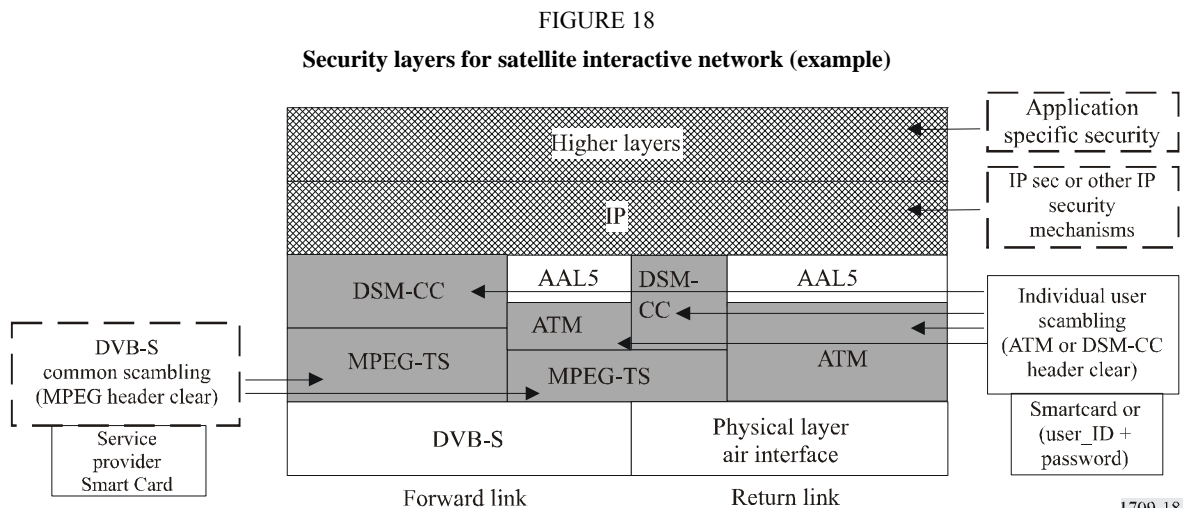 FIGURE 18
Security layers for satellite interactive network (example)
Application
specific security
Higher layers
IP sec or other IP
security
mechanisms
IP
DSM-CC
AAL5
DSM-
CC
AAL5
ATM
ATM
MPEG-TS
MPEG-TS
Individual user
scambling
(ATM or DSM-CC
header clear)
DVB-S
common scambling
(MPEG header clear)
Service
provider
Smart Card
DVB-S
Physical layer
air interface
Smartcard or
(user_ID +
password)
Forward link
Return link
1709-18